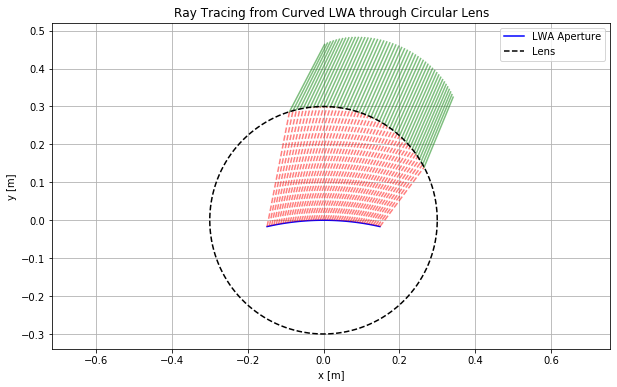 Ray Tracing from Curved LWA through Circular Lens
LWA Aperture
Lens
y [m]
0.5
0.4
0.3
0.2
0.1
0.0
−0.1
−0.2
−0.3
−0.6 −0.4 −0.2 0.0 0.2 0.4 0.6
x [m]